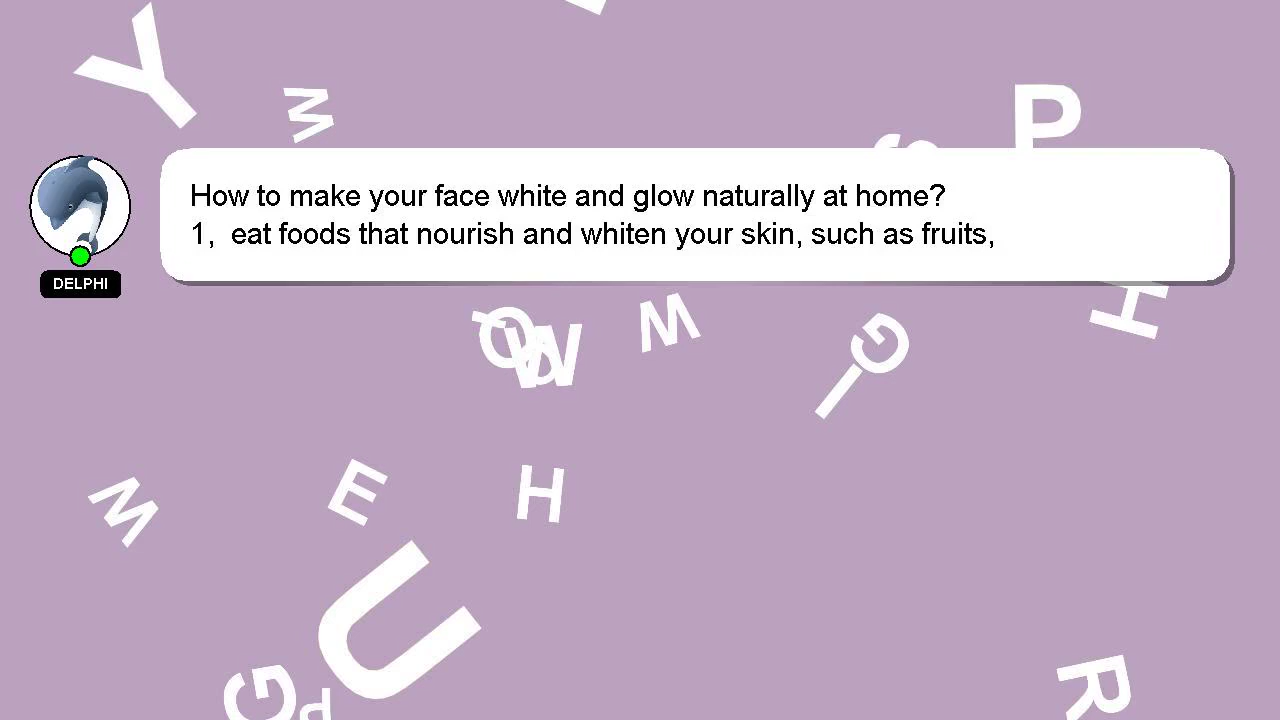 Y
W
P
S
How to make your face white and glow naturally at home?
1,  eat foods that nourish and whiten your skin, such as fruits,
DELPHI
H
Q
W
W
G
I
E
H
W
U
G
P
R